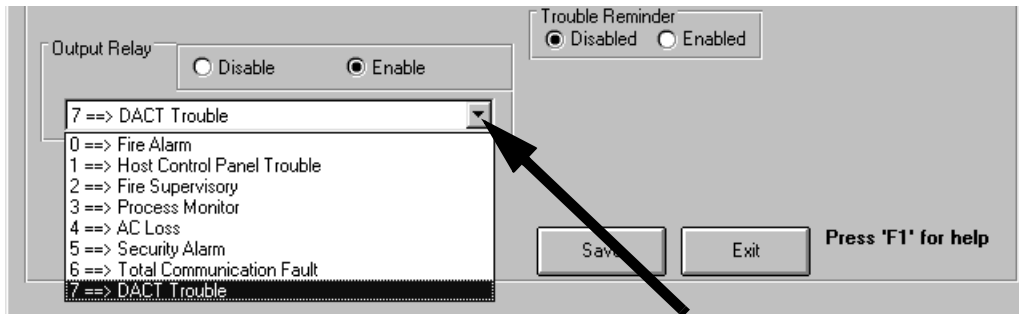 Trouble Reminder
Disabled Enabled
Output Relay
Disable Enable
7 ==> DACT Trouble
0 ==> Fire Alarm
1 ==> Host Control Panel Trouble
2 ==> Fire Supervisory
3 ==> Process Monitor
4 ==> AC Loss
5 ==> Security Alarm
6 ==> Total Communication Fault
7 ==> DACT Trouble
Save Exit Press 'F1' for help